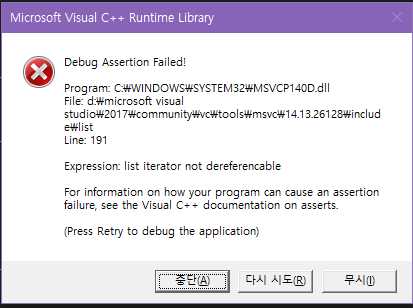 Microsoft Visual C++ Runtime Library
Debug Assertion Failed!
Program: C:₩WINDOWS₩SYSTEM32₩MSVCP140D.dll
File: d:₩microsoft visual
studio₩2017₩community₩vc₩tools₩msvc₩14.13.26128₩includ
e₩list
Line: 191
Expression: list iterator not dereferencable
For information on how your program can cause an assertion
failure, see the Visual C++ documentation on asserts.
(Press Retry to debug the application)
중단(A) 다시 시도(R) 무시(I)